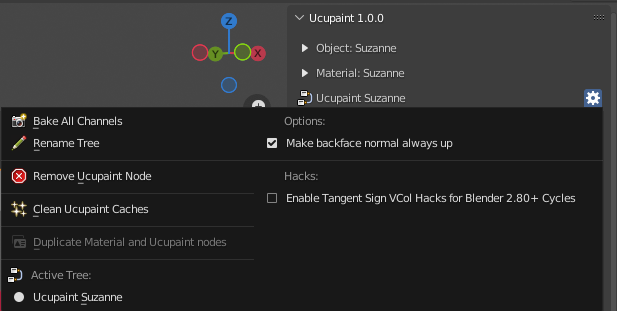 Z
Y
X
Ucupaint 1.0.0
Object: Suzanne
Material: Suzanne
Ucupaint Suzanne
Bake All Channels
Rename Tree
Remove Ucupaint Node
Clean Ucupaint Caches
Duplicate Material and Ucupaint nodes
Active Tree:
Ucupaint Suzanne
Options:
Make backface normal always up
Hacks:
Enable Tangent Sign VCol Hacks for Blender 2.80+ Cycles